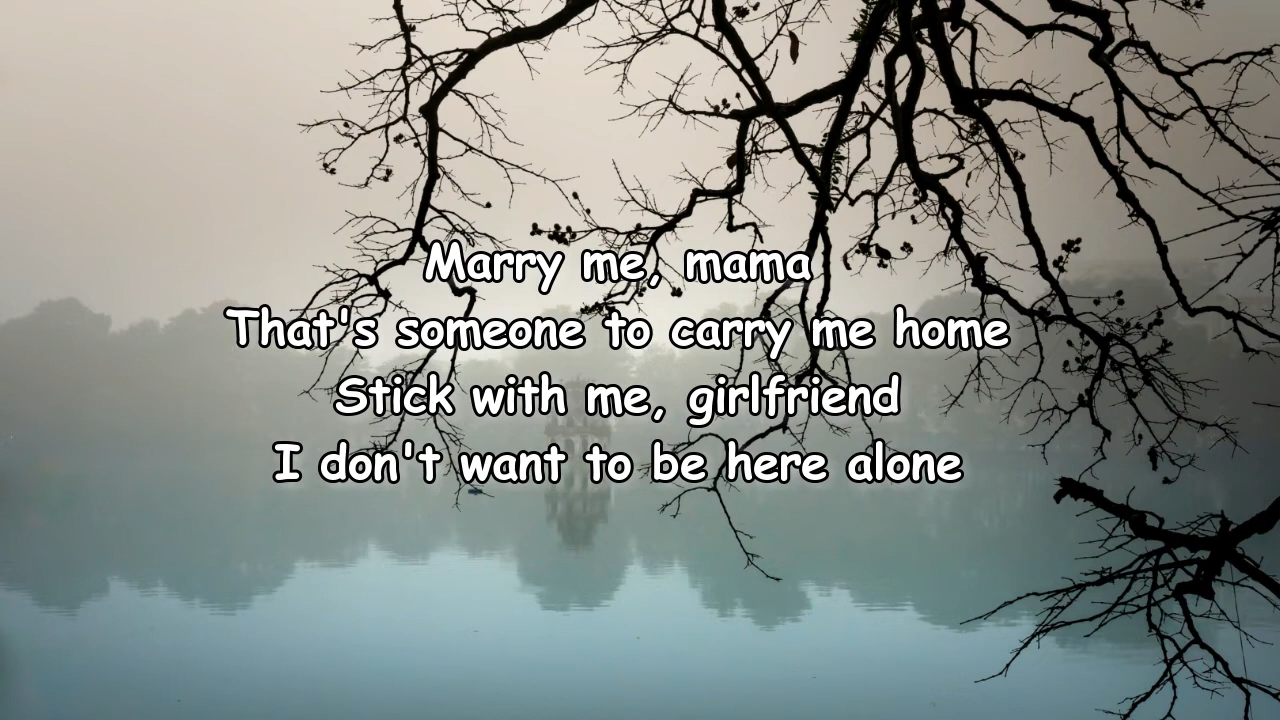 Marry me, mama
That's someone to carry me home
Stick with me, girlfriend
I don't want to be here alone